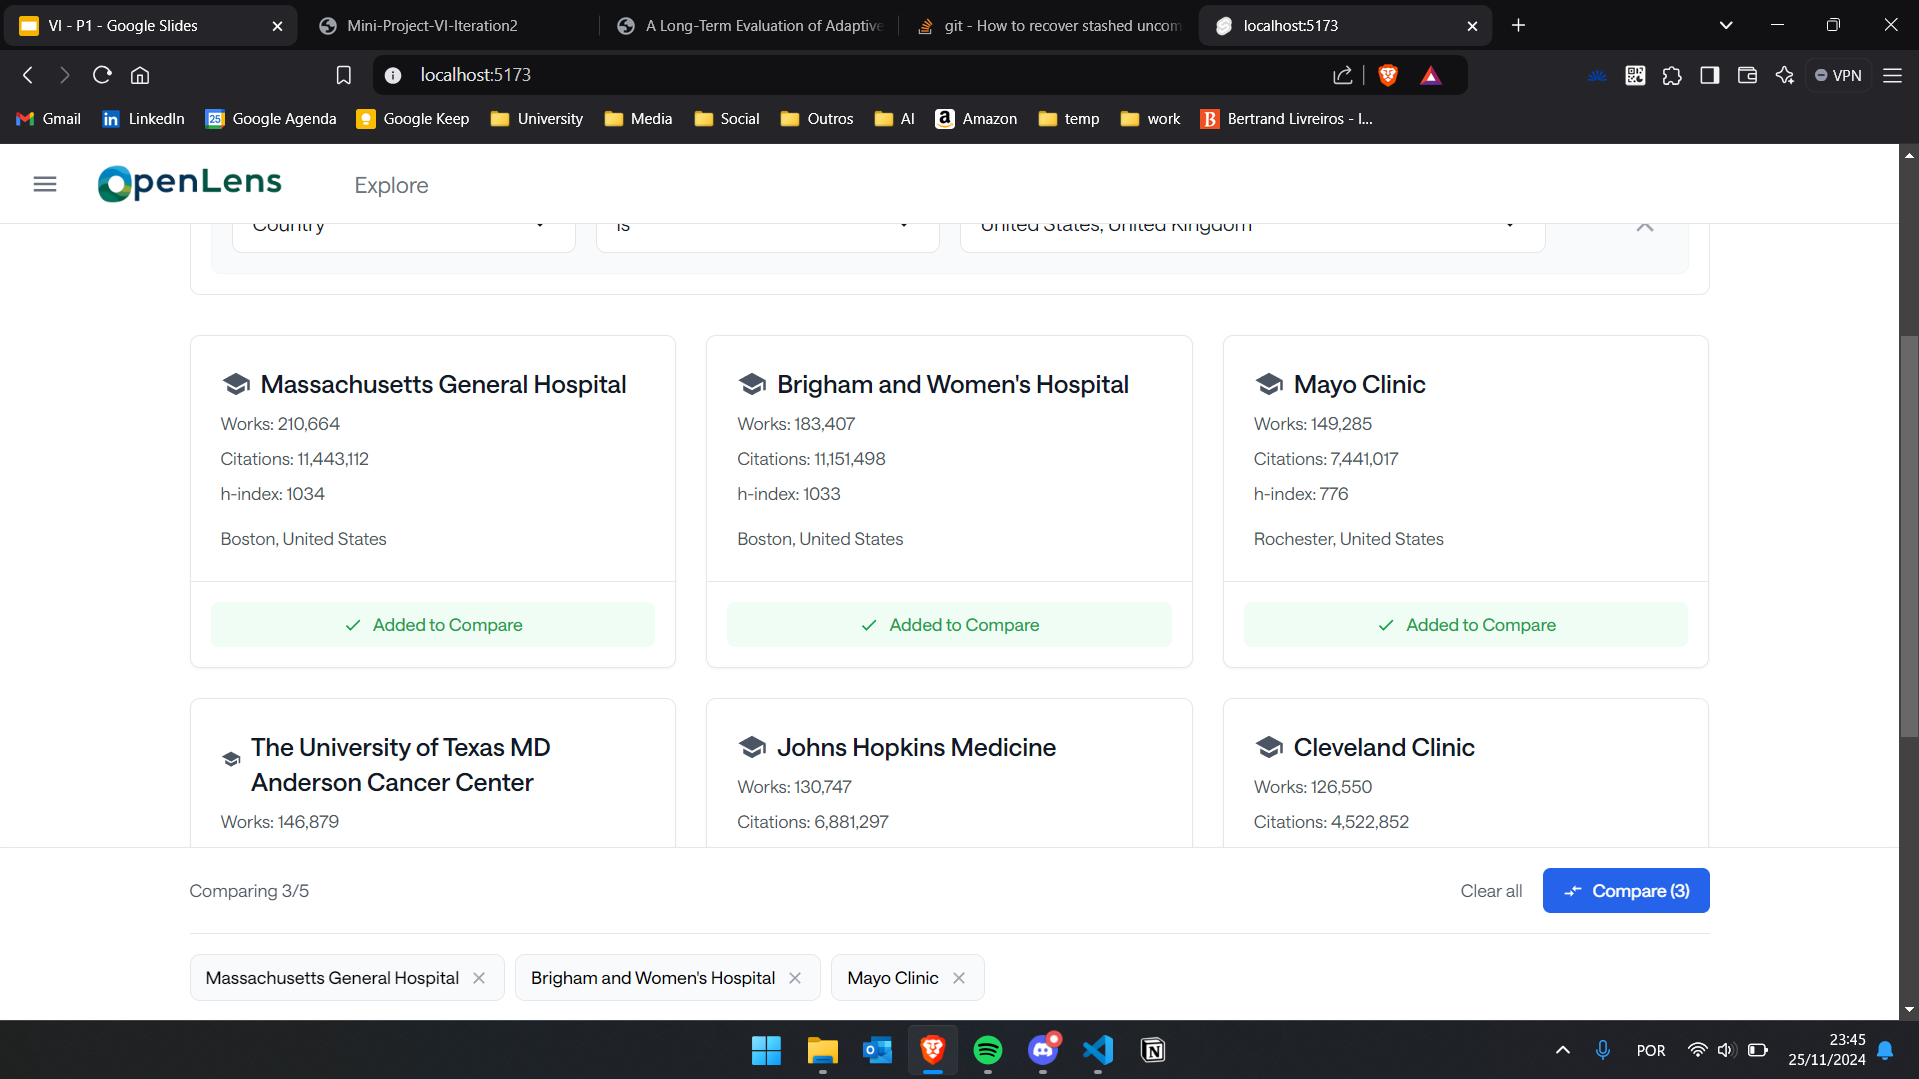 VI - P1 - Google Slides
Mini-Project-VI-Iteration2
A Long-Term Evaluation of Adaptive
git - How to recover stashed uncom
localhost:5173
localhost:5173
VPN
Gmail
LinkedIn
25
Google Agenda
Google Keep
University
Media
Social
Outros
AI
a
Amazon
temp
work
B
Bertrand Livreiros - I...
OpenLens
Explore
Country
is
United States, United Kingdom
Massachusetts General Hospital
Works: 210,664
Citations: 11,443,112
h-index: 1034
Boston, United States
Added to Compare
Brigham and Women's Hospital
Works: 183,407
Citations: 11,151,498
h-index: 1033
Boston, United States
Added to Compare
Mayo Clinic
Works: 149,285
Citations: 7,441,017
h-index: 776
Rochester, United States
Added to Compare
The University of Texas MD
Anderson Cancer Center
Works: 146,879
Johns Hopkins Medicine
Works: 130,747
Citations: 6,881,297
Cleveland Clinic
Works: 126,550
Citations: 4,522,852
Comparing 3/5
Clear all
Compare (3)
Massachusetts General Hospital
Brigham and Women's Hospital
Mayo Clinic
POR
23:45
25/11/2024